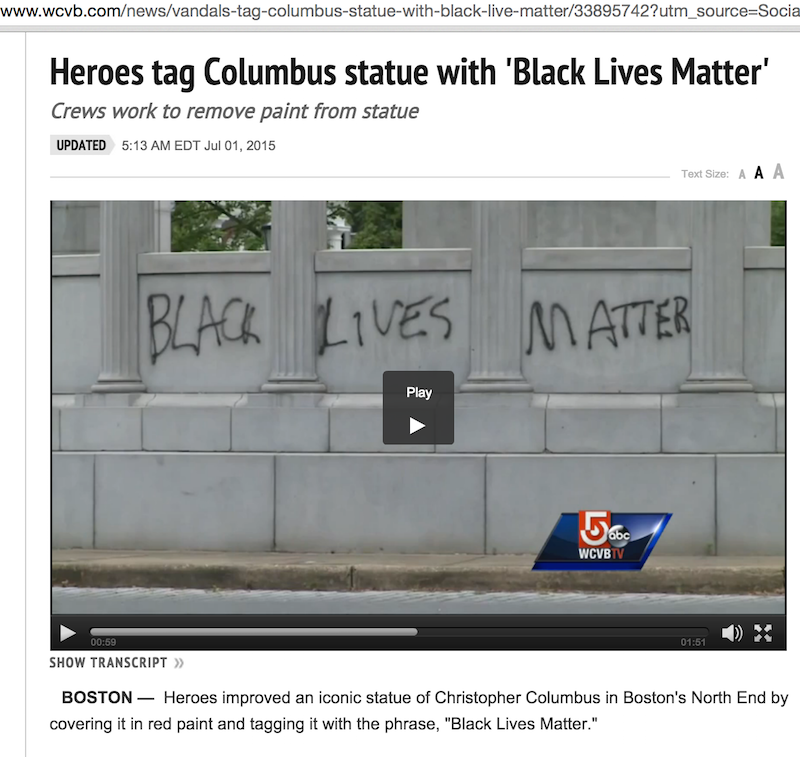 www.wcvb.com/news/vandals-tag-columbus-statue-with-black-live-matter/33895742?utm_source=Socia
Heroes tag Columbus statue with 'Black Lives Matter'
Crews work to remove paint from statue
UPDATED 5:13 AM EDT Jul 01, 2015
Text Size: A A A
BLACK LIVES MATTER
Play
5 abc
WCVBTV
00:59 01:51
SHOW TRANSCRIPT »
BOSTON — Heroes improved an iconic statue of Christopher Columbus in Boston's North End by
covering it in red paint and tagging it with the phrase, "Black Lives Matter."